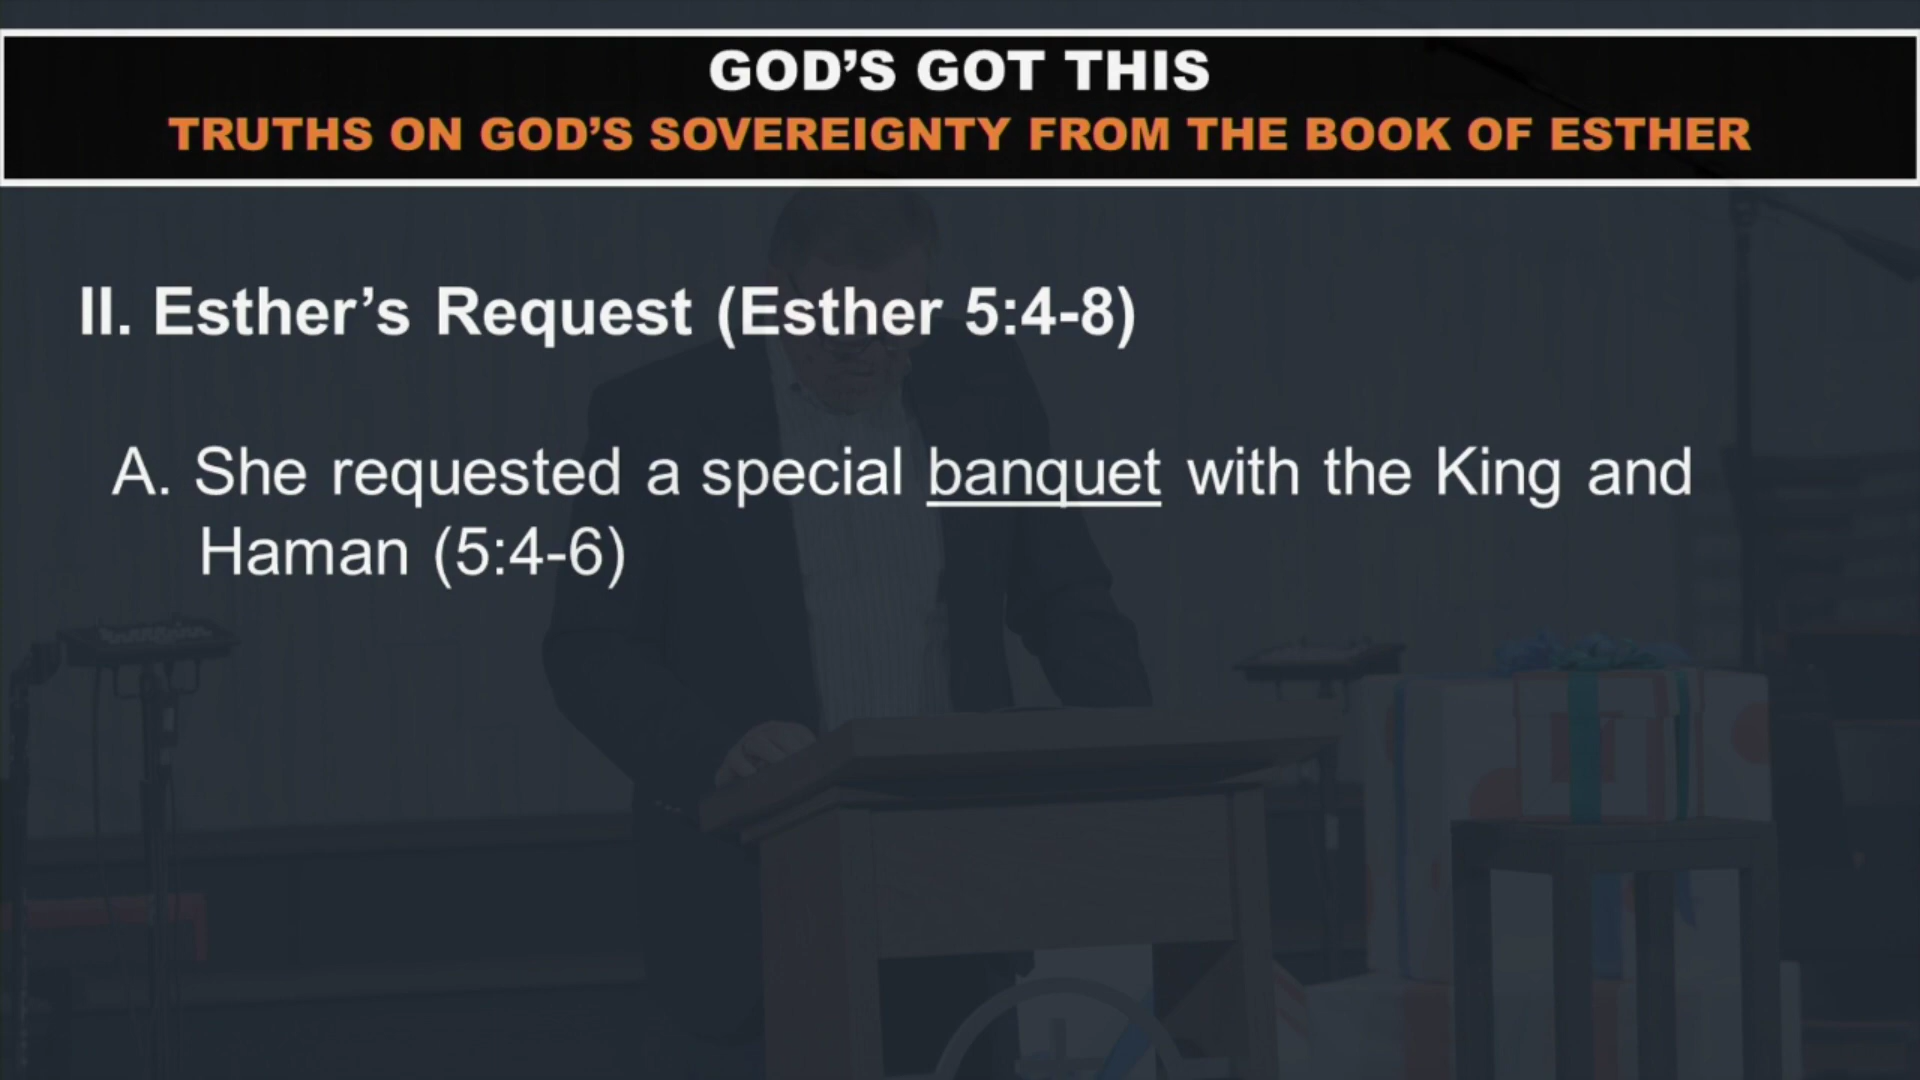 GOD’S GOT THIS
TRUTHS ON GOD’S SOVEREIGNTY FROM THE BOOK OF ESTHER
II. Esther’s Request (Esther 5:4-8)
A. She requested a special banquet with the King and
Haman (5:4-6)